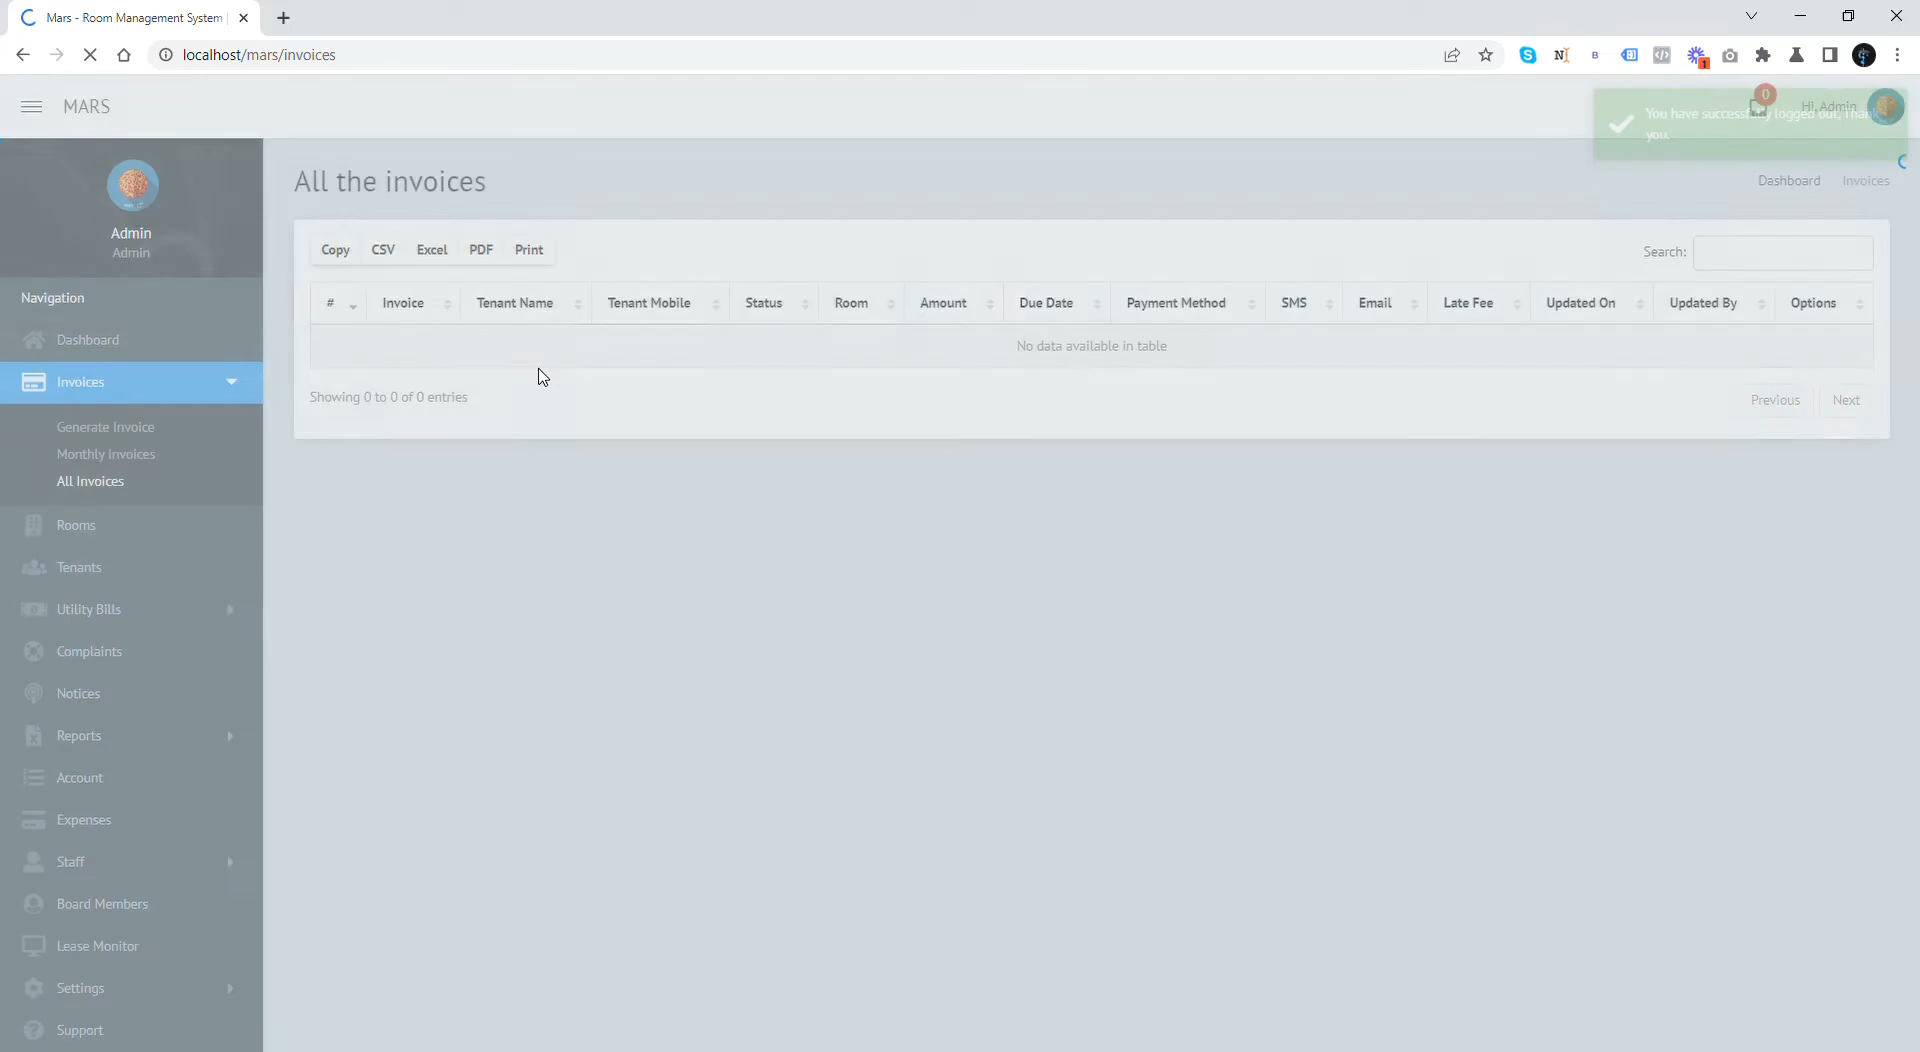 Mars - Room Management System |
localhost/mars/invoices
1
MARS
0
Hi, Admin
You have successfully logged out, Thank
you.
Admin
Admin
Navigation
Dashboard
Invoices
Generate Invoice
Monthly Invoices
All Invoices
Rooms
Tenants
Utility Bills
Complaints
Notices
Reports
Account
Expenses
Staff
Board Members
Lease Monitor
Settings
Support
All the invoices
Dashboard Invoices
Copy CSV Excel PDF Print
Search:
# Invoice Tenant Name Tenant Mobile Status Room Amount Due Date Payment Method SMS Email Late Fee Updated On Updated By Options
No data available in table
Showing 0 to 0 of 0 entries
Previous Next